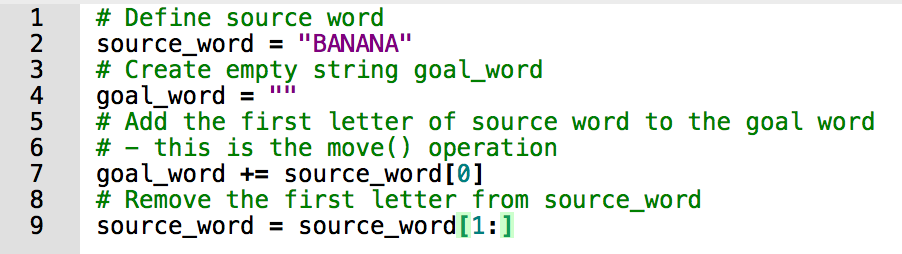 1 # Define source word
2 source_word = "BANANA"
3 # Create empty string goal_word
4 goal_word = ""
5 # Add the first letter of source word to the goal word
6 # – this is the move() operation
7 goal_word += source_word[0]
8 # Remove the first letter from source_word
9 source_word = source_word[1:]